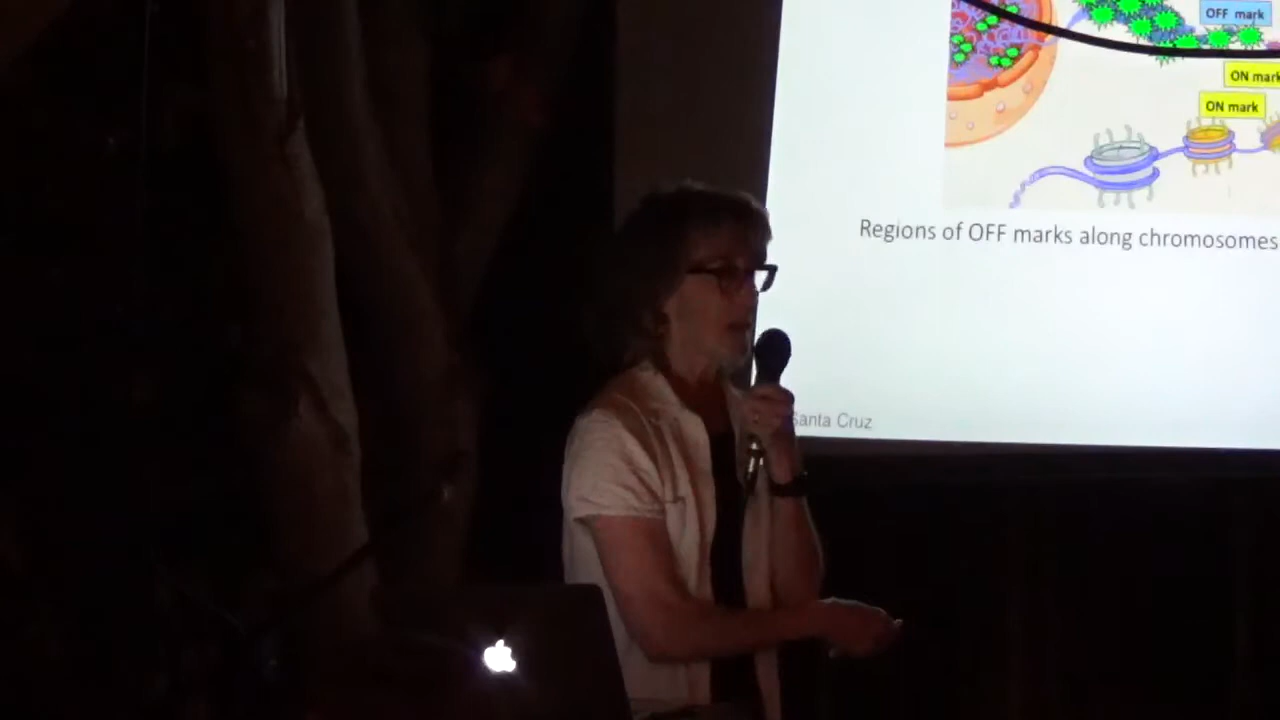 OFF mark
ON mark
ON mark
Regions of OFF marks along chromosomes
Santa Cruz